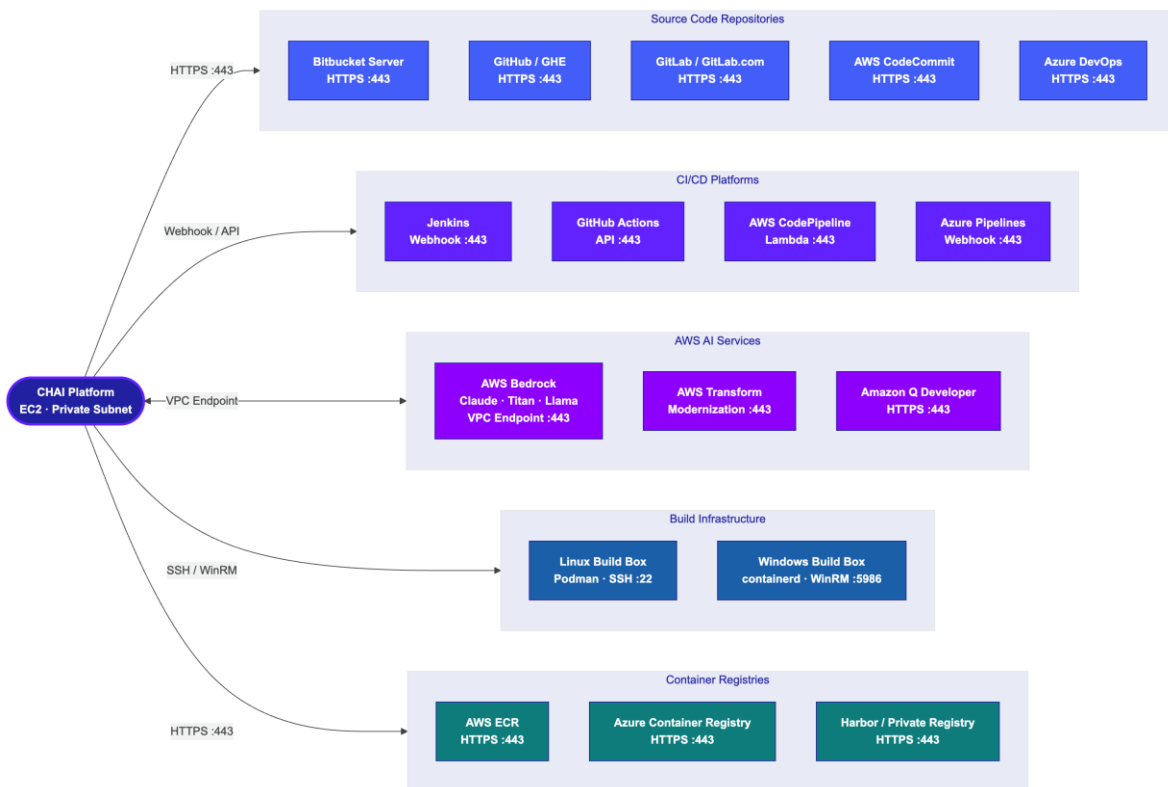 Source Code Repositories
Bitbucket Server
HTTPS :443
GitHub / GHE
HTTPS :443
GitLab / GitLab.com
HTTPS :443
AWS CodeCommit
HTTPS :443
Azure DevOps
HTTPS :443
HTTPS :443
CI/CD Platforms
Jenkins
Webhook :443
GitHub Actions
API :443
AWS CodePipeline
Lambda :443
Azure Pipelines
Webhook :443
Webhook / API
AWS AI Services
CHAI Platform
EC2 · Private Subnet
VPC Endpoint
AWS Bedrock
Claude · Titan · Llama
VPC Endpoint :443
AWS Transform
Modernization :443
Amazon Q Developer
HTTPS :443
Build Infrastructure
SSH / WinRM
Linux Build Box
Podman · SSH :22
Windows Build Box
containerd · WinRM :5986
Container Registries
HTTPS :443
AWS ECR
HTTPS :443
Azure Container Registry
HTTPS :443
Harbor / Private Registry
HTTPS :443